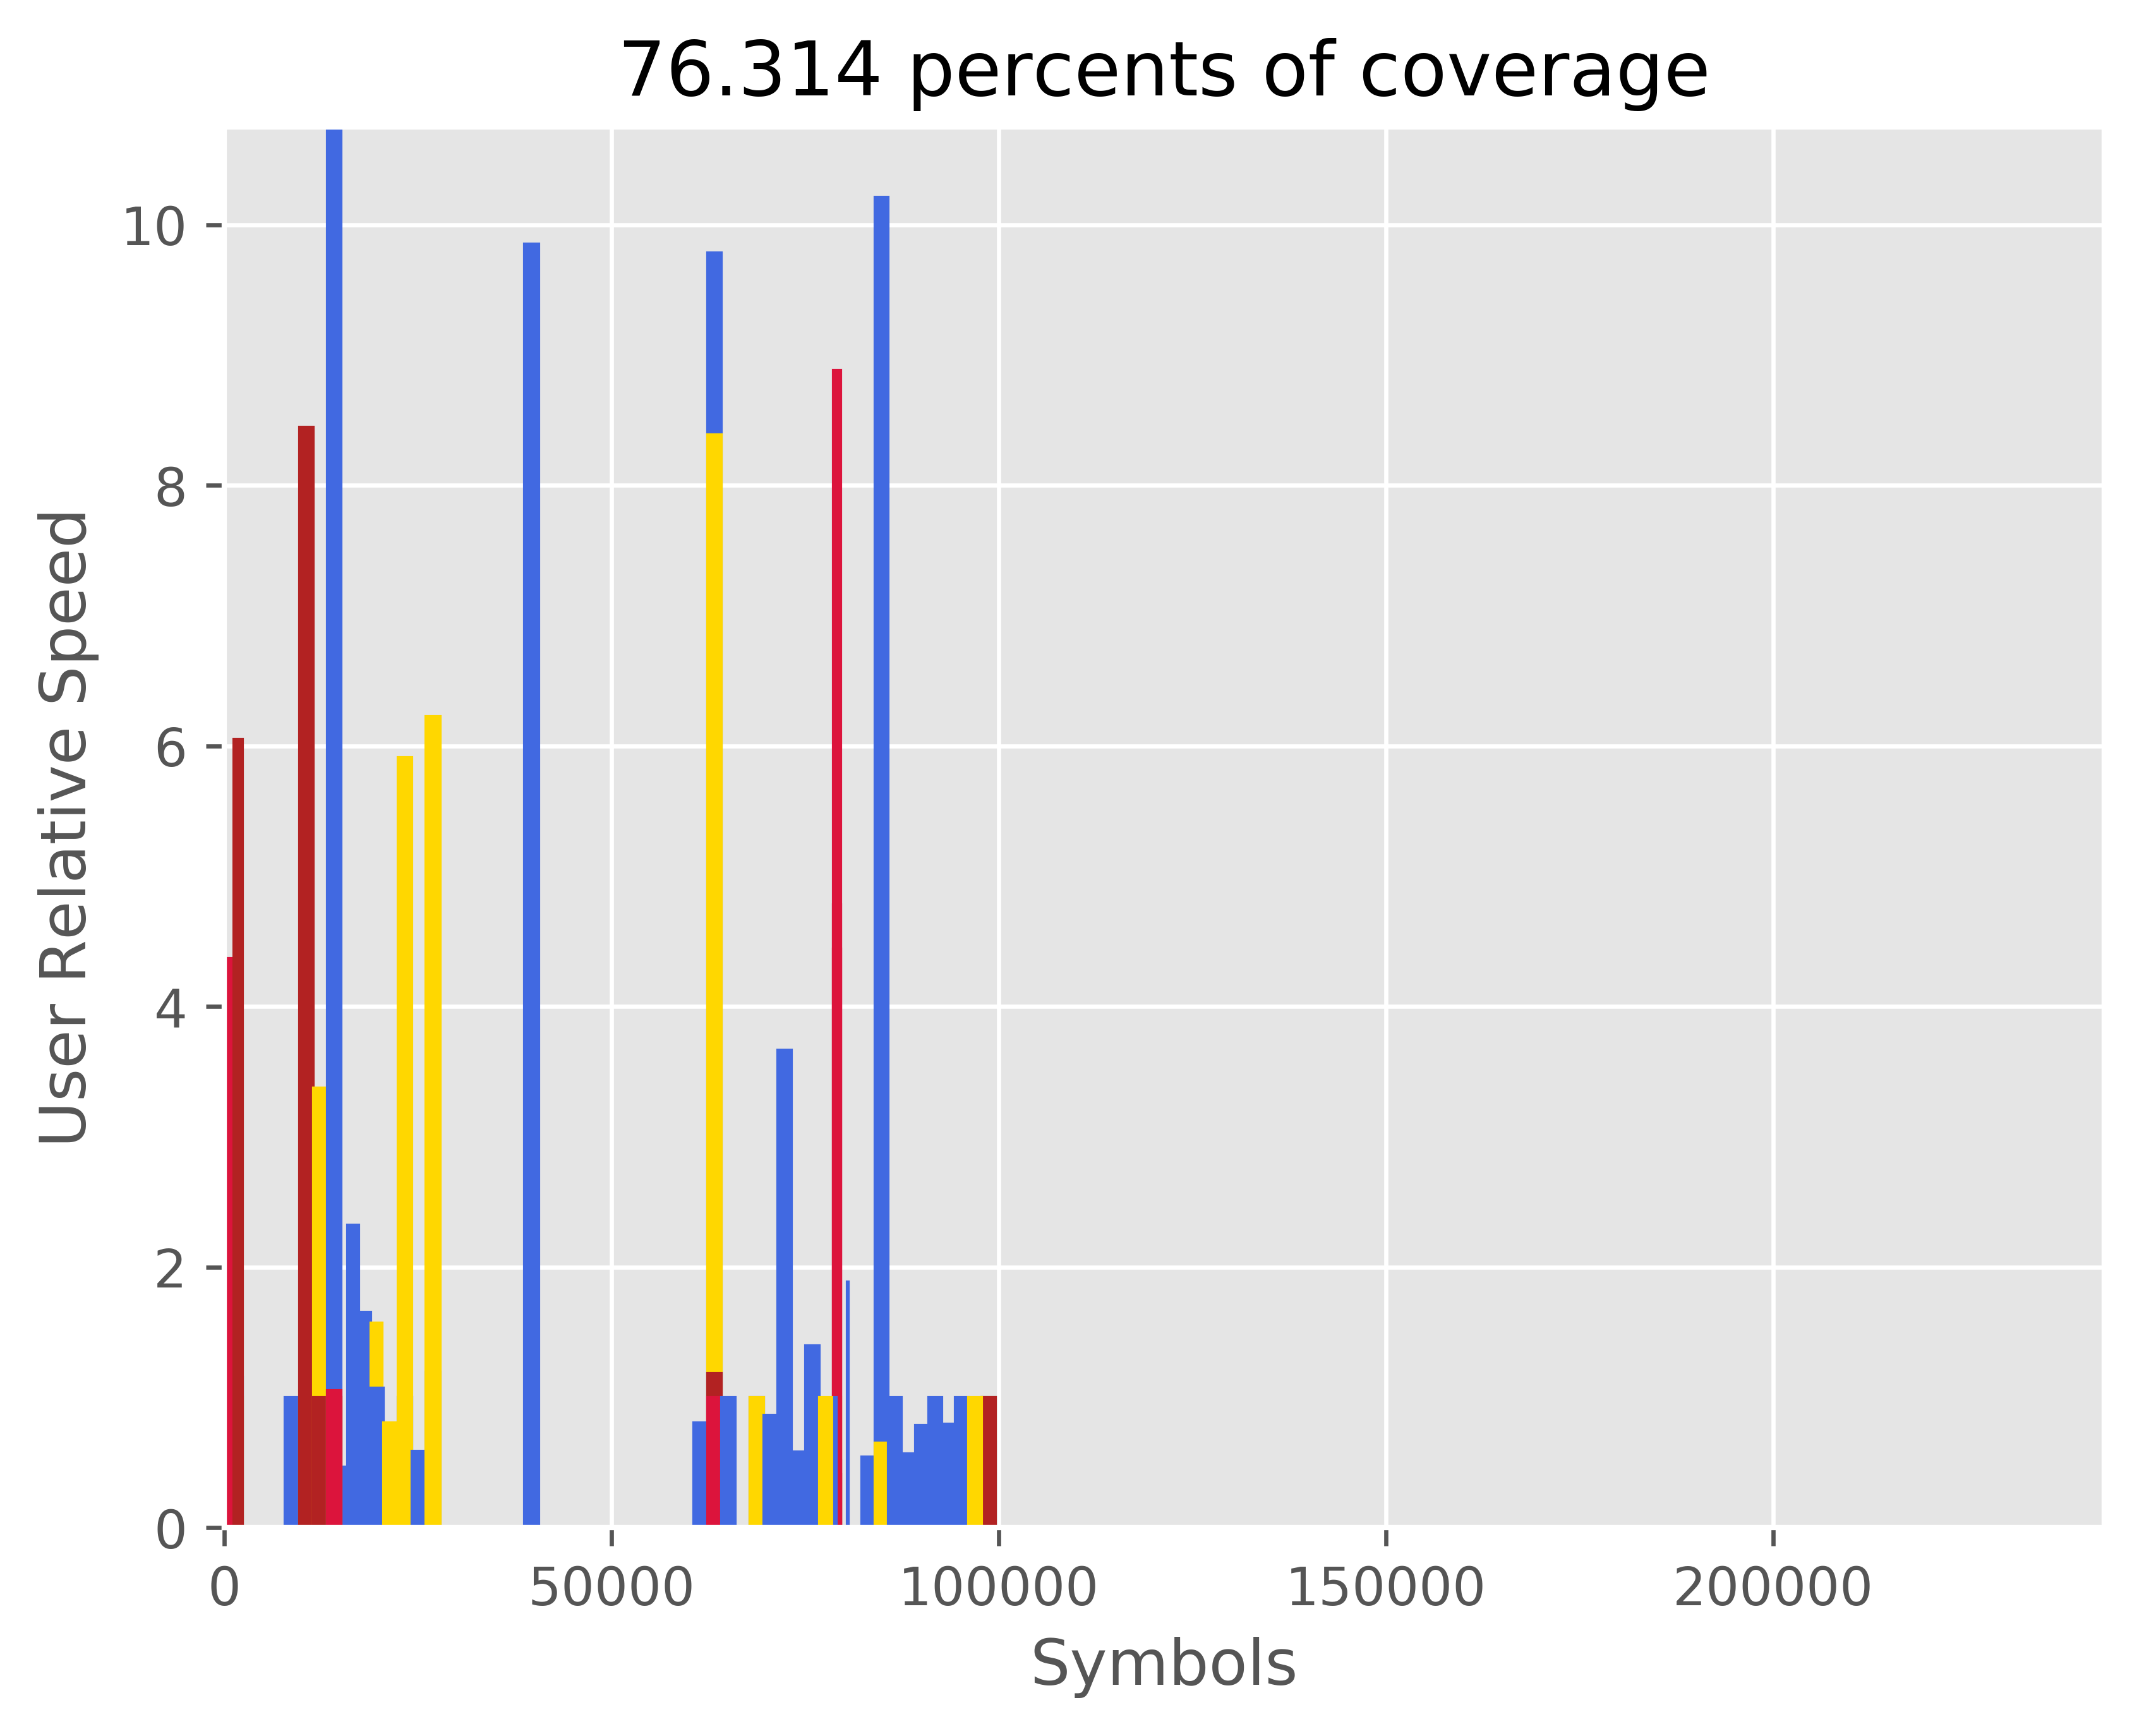 76.314 percents of coverage
10
8
6
4
2
0
User Relative Speed
0 50000 100000 150000 200000
Symbols